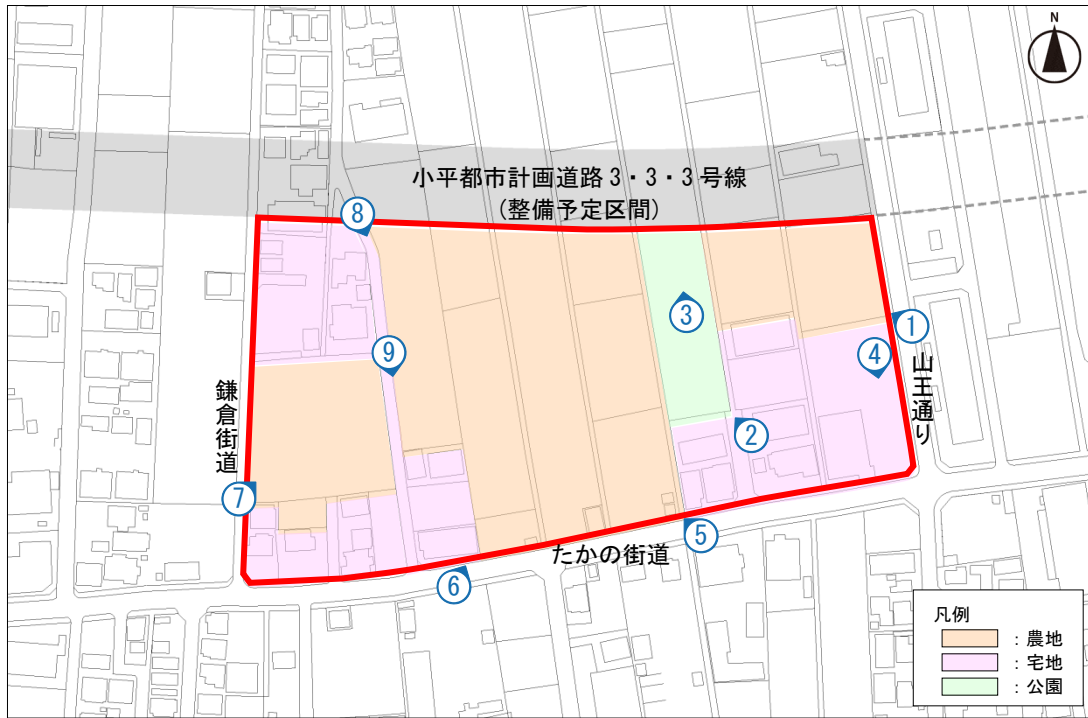 N
小平都市計画道路3・3・3号線
(整備予定区間)
⑧
③
①
⑨
④
鎌倉街道
山王通り
②
⑦
⑤
たかの街道
⑥
凡例
：農地
：宅地
：公園